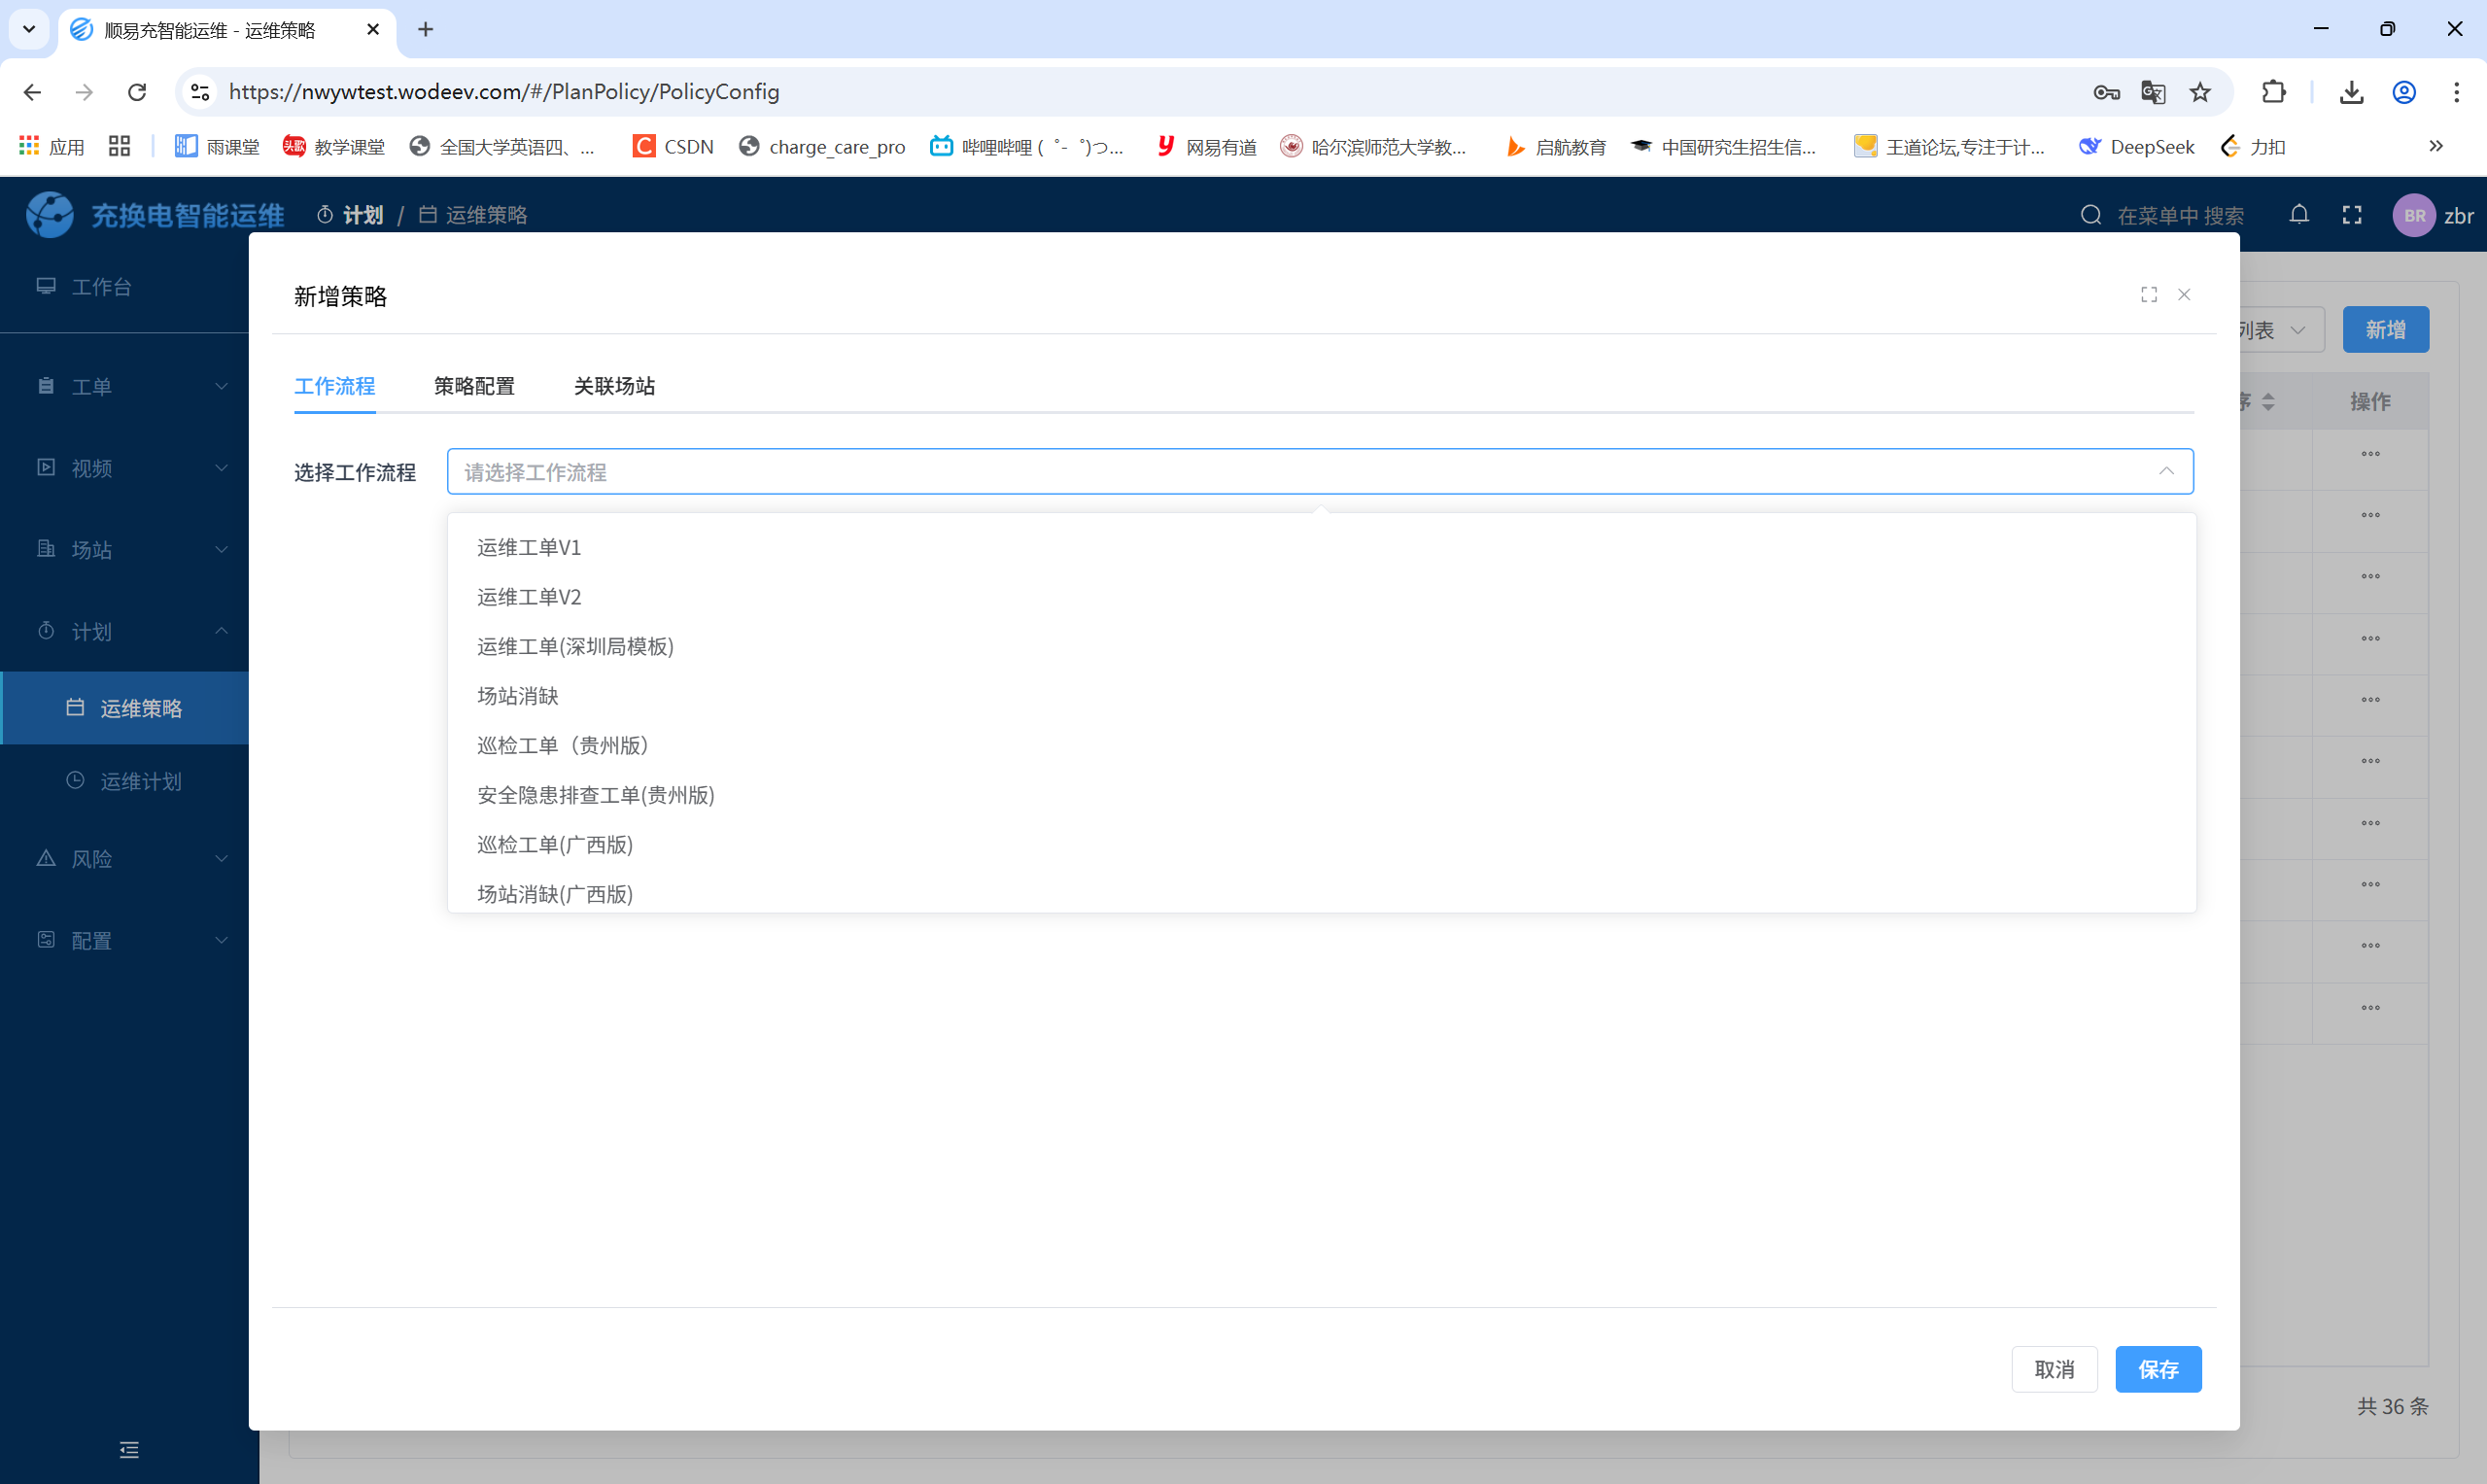 顺易充智能运维 - 运维策略
https://nwywtest.wodeev.com/#/PlanPolicy/PolicyConfig
应用 雨课堂 头歌 教学课堂 全国大学英语四、... CSDN charge_care_pro 哔哩哔哩 ( ゜- ゜)つ... 网易有道 哈尔滨师范大学教... 启航教育 中国研究生招生信... 王道论坛,专注于计... DeepSeek 力扣
充换电智能运维 计划 / 运维策略 在菜单中 搜索 BR zbr
工作台
工单
视频
场站
计划
运维策略
运维计划
风险
配置
新增策略
列表 新增
工作流程 策略配置 关联场站
序 操作
选择工作流程 请选择工作流程
运维工单V1
运维工单V2
运维工单(深圳局模板)
场站消缺
巡检工单（贵州版）
安全隐患排查工单(贵州版)
巡检工单(广西版)
场站消缺(广西版)
取消 保存
共 36 条